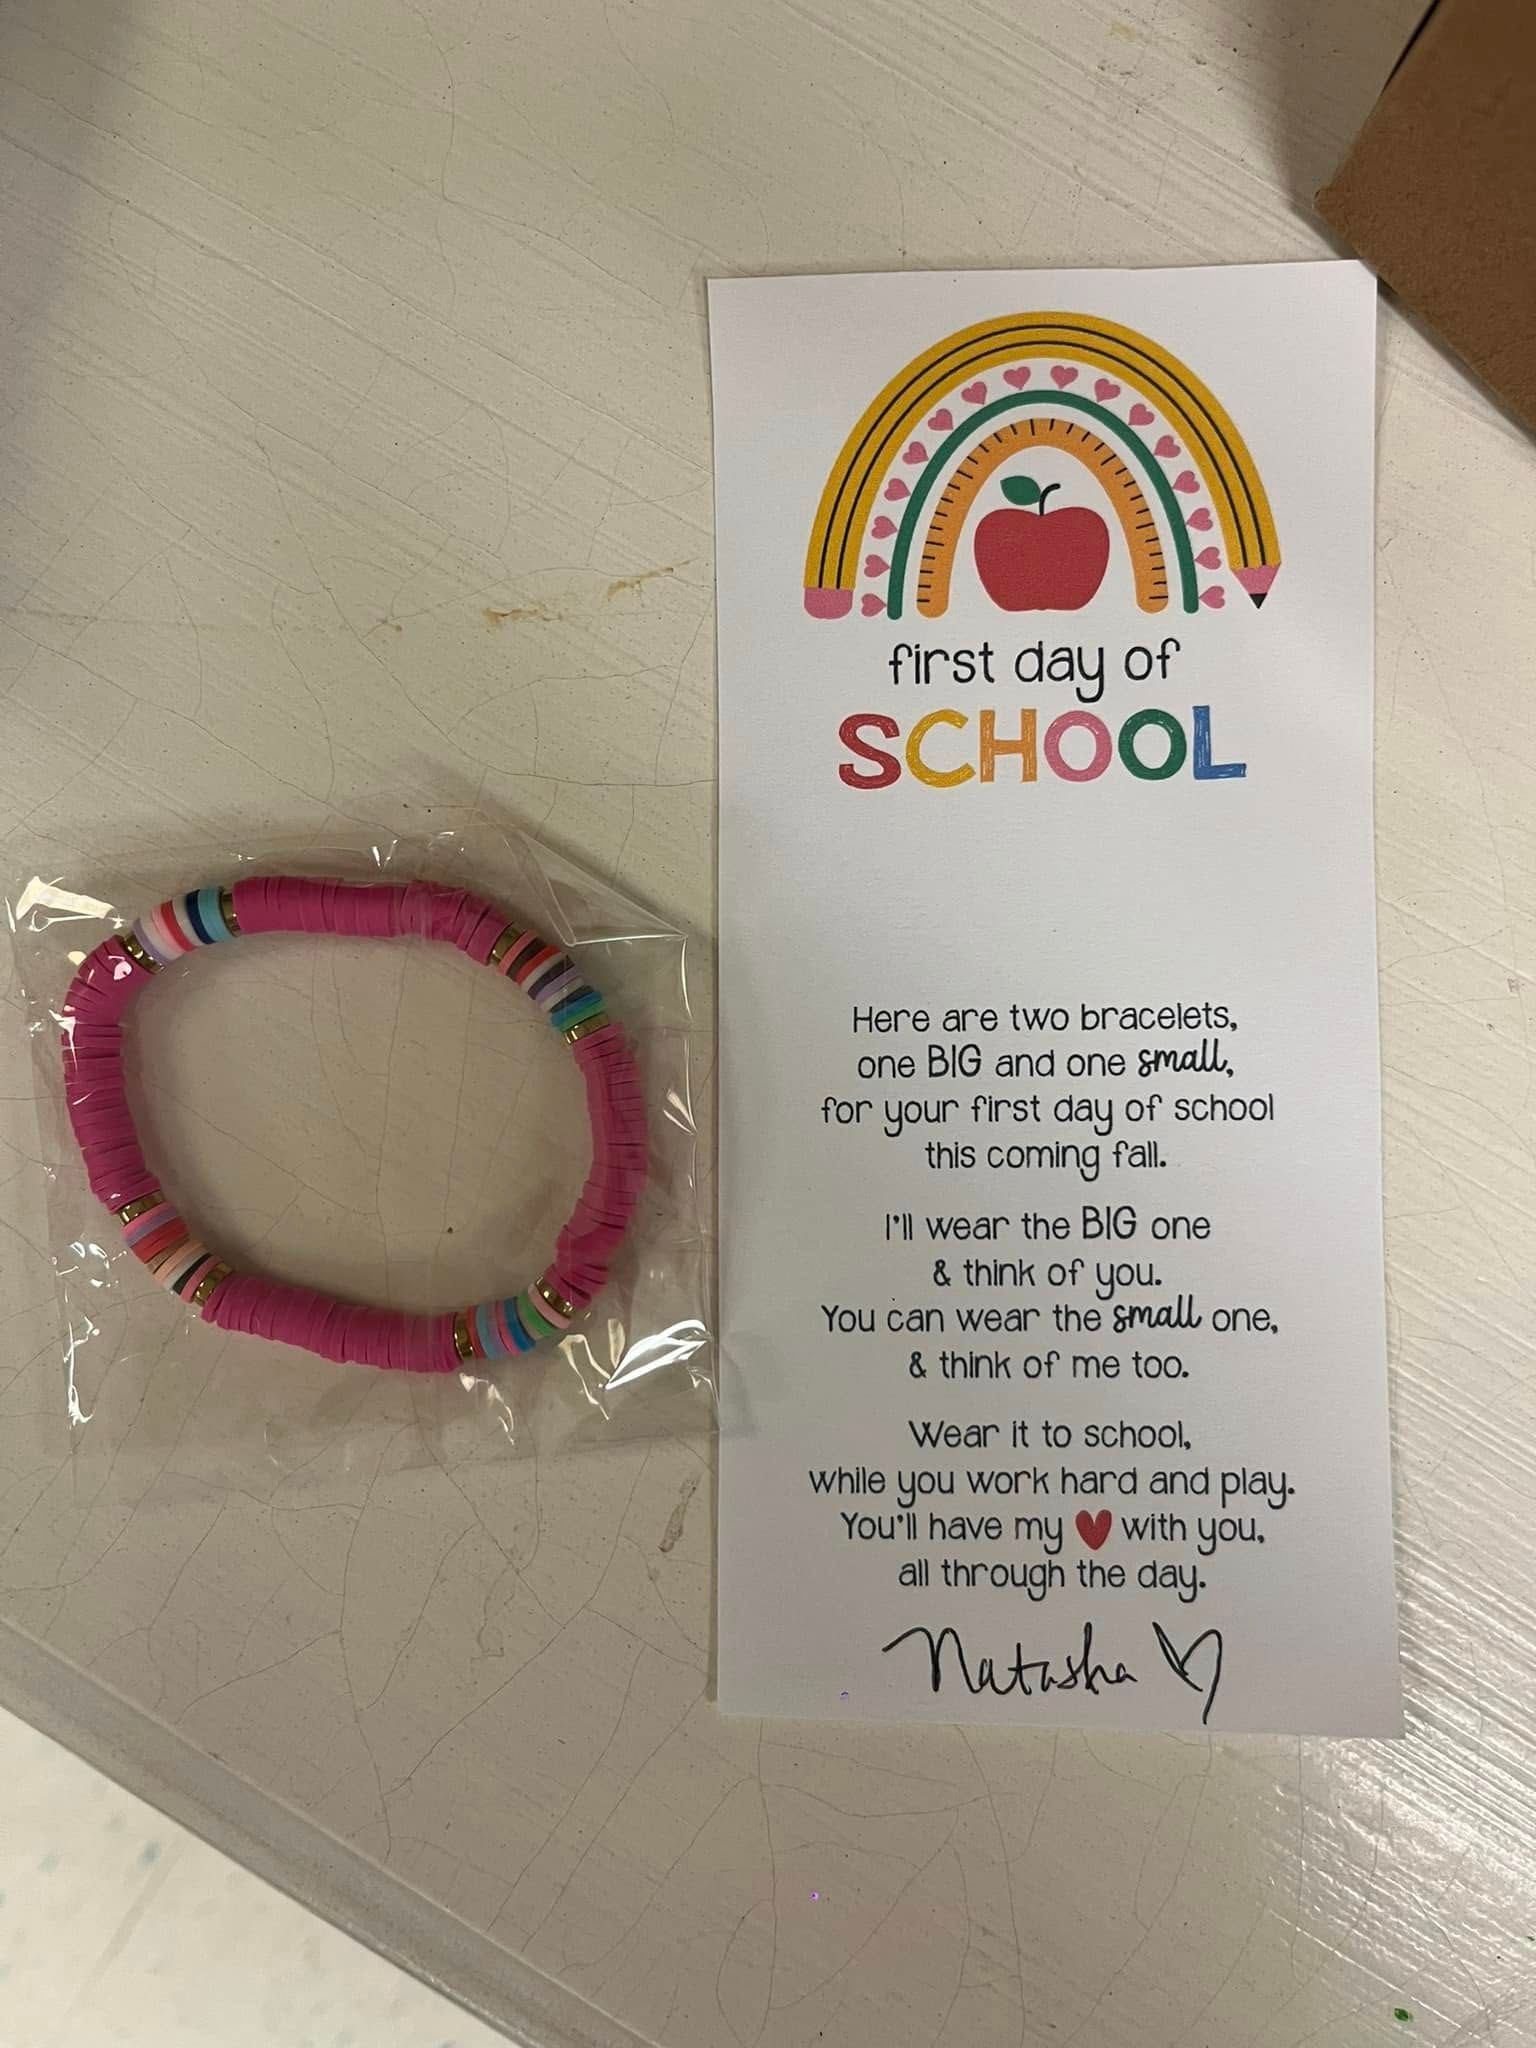 first day of
SCHOOL
Here are two bracelets,
one BIG and one small,
for your first day of school
this coming fall.
I'll wear the BIG one
& think of you.
You can wear the small one,
& think of me too.
Wear it to school,
while you work hard and play.
You'll have my ❤ with you,
all through the day.
Natasha ♡